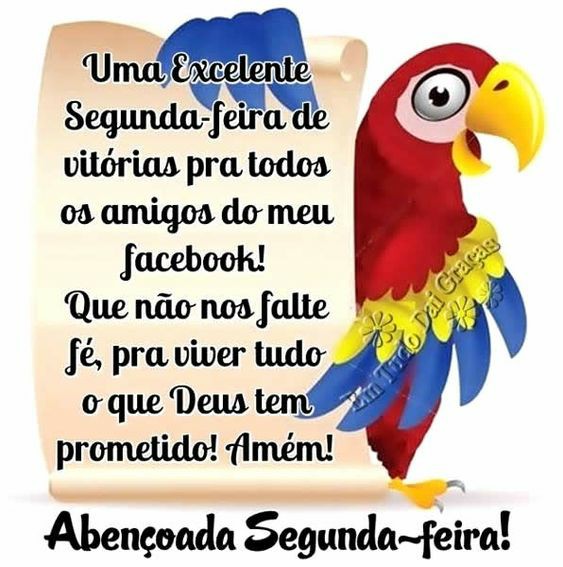 Uma Excelente
Segunda-feira de
vitórias pra todos
os amigos do meu
facebook!
Que não nos falte
fé, pra viver tudo
o que Deus tem
prometido! Amém!
Em Tudo Dai Graças
Abençoada Segunda-feira!